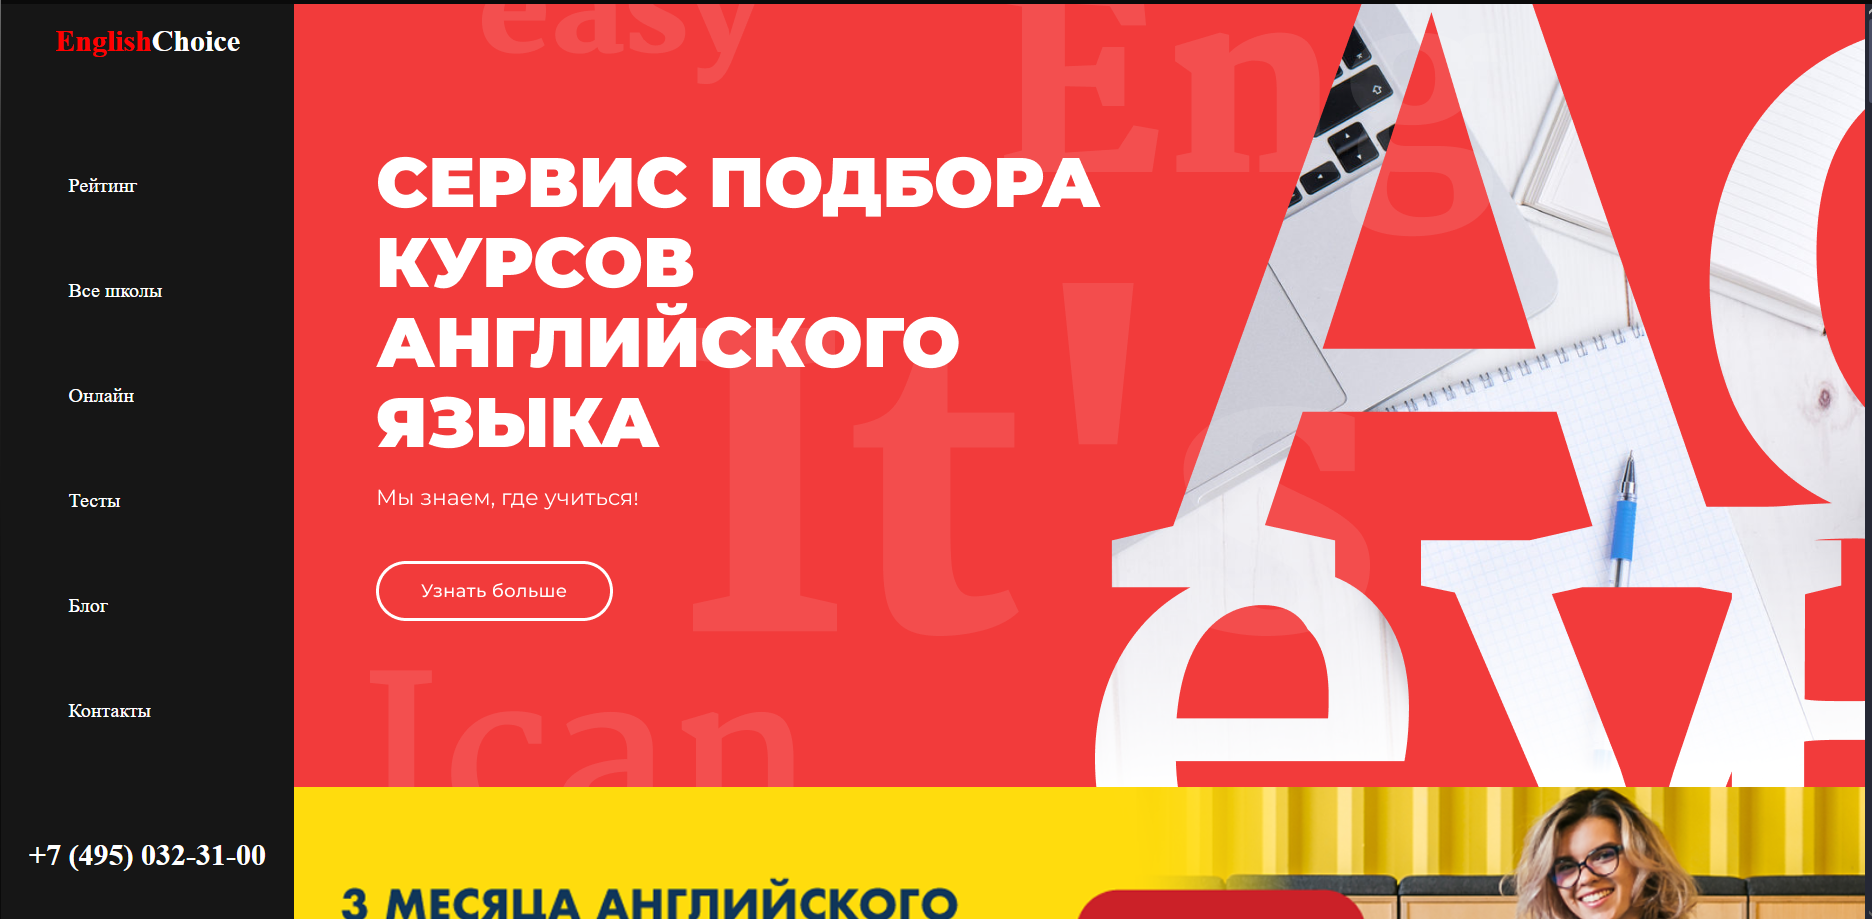 EnglishChoice
Рейтинг
Все школы
Онлайн
Тесты
Блог
Контакты
+7 (495) 032-31-00
easy
Eng
It's
I can
СЕРВИС ПОДБОРА
КУРСОВ
АНГЛИЙСКОГО
ЯЗЫКА
Мы знаем, где учиться!
Узнать больше
3 МЕСЯЦА АНГЛИЙСКОГО